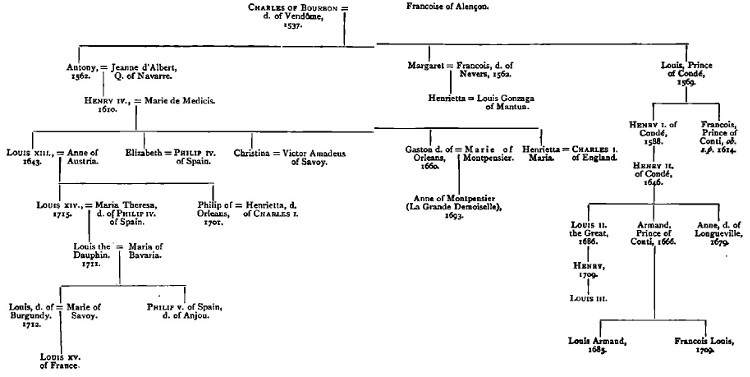 CHARLES OF BOURBON = Francoise of Alençon.
d. of Vendôme,
1537.
Antony, = Jeanne d'Albert,
1562. Q. of Navarre.
Margaret = Francois, d. of
Nevers, 1562.
Louis, Prince
of Condé,
1569.
HENRY IV., = Marie de Medicis.
1610.
Henrietta = Louis Gonzaga
of Mantua.
HENRY I. of
Condé,
1588.
Francois,
Prince of
Conti, ob.
s.p. 1614.
LOUIS XIII., = Anne of
1643. Austria.
Elizabeth = PHILIP IV.
of Spain.
Christina = Victor Amadeus
of Savoy.
Gaston d. of = Marie of
Orleans, Montpensier.
1660.
Henrietta = CHARLES I.
Maria. of England.
HENRY II.
of Condé,
1646.
Anne of Montpentier
(La Grande Demoiselle),
1693.
LOUIS XIV., = Maria Theresa,
1715. d. of PHILIP IV.
of Spain.
Philip of = Henrietta, d.
Orleans, of CHARLES I.
1701.
LOUIS II.
the Great,
1686.
Armand,
Prince of
Conti, 1666.
Anne, d. of
Longueville,
1679.
Louis the = Maria of
Dauphin. Bavaria.
1711.
HENRY,
1709.
LOUIS III.
Louis, d. of = Marie of
Burgundy. Savoy.
1712.
PHILIP V. of Spain,
d. of Anjou.
Louis Armand,
1685.
Francois Louis,
1709.
LOUIS XV.
of France.